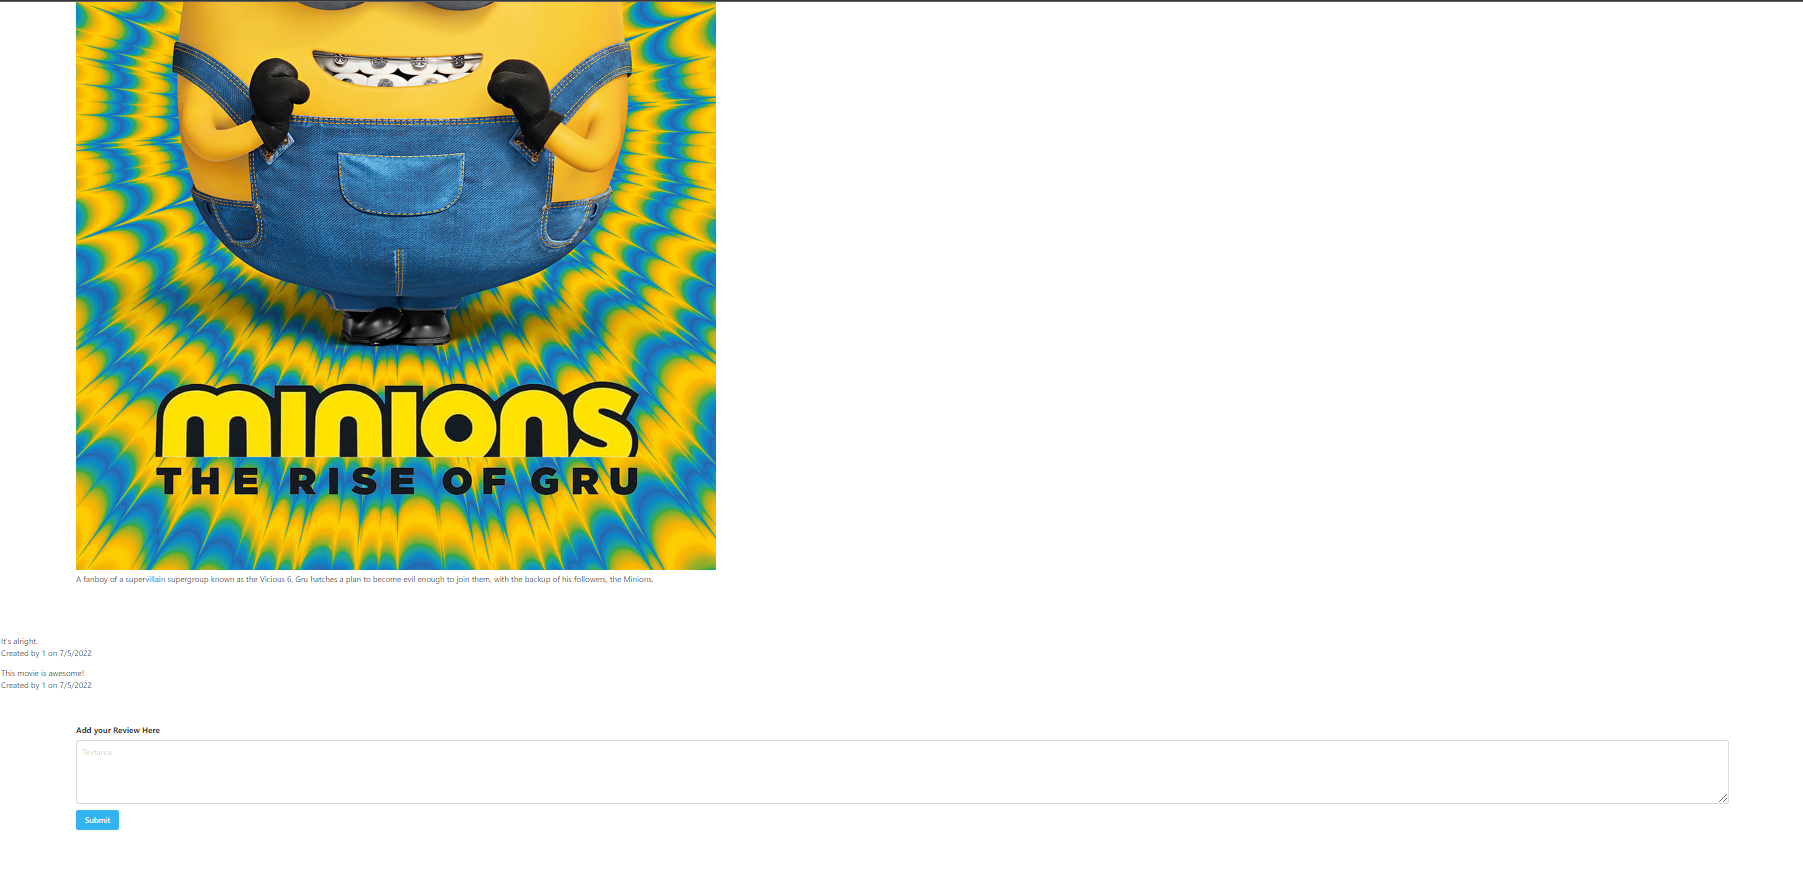 minions
THE RISE OF GRU
A fanboy of a supervillain supergroup known as the Vicious 6, Gru hatches a plan to become evil enough to join them, with the backup of his followers, the Minions.
It's alright.
Created by 1 on 7/5/2022
This movie is awesome!
Created by 1 on 7/5/2022
Add your Review Here
Textarea
Submit